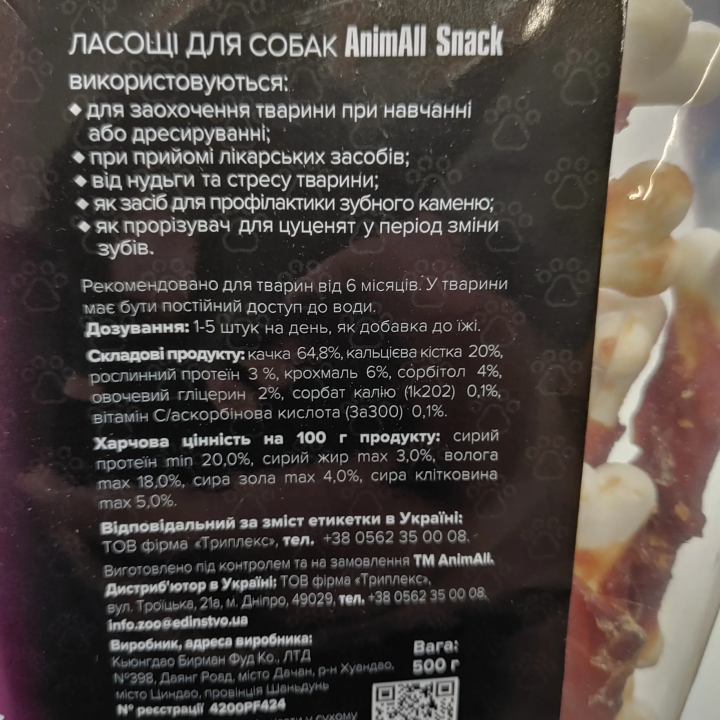 ЛАСОЩІ ДЛЯ СОБАК AnimAll Snack
використовуються:
◆ для заохочення тварини при навчанні
або дресируванні;
◆ при прийомі лікарських засобів;
◆ від нудьги та стресу тварини;
◆ як засіб для профілактики зубного каменю;
◆ як прорізувач для цуценят у період зміни
зубів.
Рекомендовано для тварин від 6 місяців. У тварини
має бути постійний доступ до води.
Дозування: 1-5 штук на день, як добавка до їжі.
Складові продукту: качка 64,8%, кальцієва кістка 20%,
рослинний протеїн 3 %, крохмаль 6%, сорбітол 4%,
овочевий гліцерин 2%, сорбат калію (1k202) 0,1%,
вітамін С/аскорбінова кислота (3а300) 0,1%.
Харчова цінність на 100 г продукту: сирий
протеїн min 20,0%, сирий жир max 3,0%, волога
max 18,0%, сира зола max 4,0%, сира клітковина
max 5,0%.
Відповідальний за зміст етикетки в Україні:
ТОВ фірма «Триплекс», тел. +38 0562 35 00 08.
Виготовлено під контролем та на замовлення ТМ AnimAll.
Дистриб'ютор в Україні: ТОВ фірма «Триплекс»,
вул. Троїцька, 21а, м. Дніпро, 49029, тел. +38 0562 35 00 08,
info.zoo@edinstvo.ua
Виробник, адреса виробника:
Кьюнгдао Бирман Фуд Ко., ЛТД
№398, Даянг Роад, місто Дачан, р-н Хуандао,
місто Циндао, провінція Шаньдунь
№ реєстрації 4200PF424
Вага:
500 г
сухому